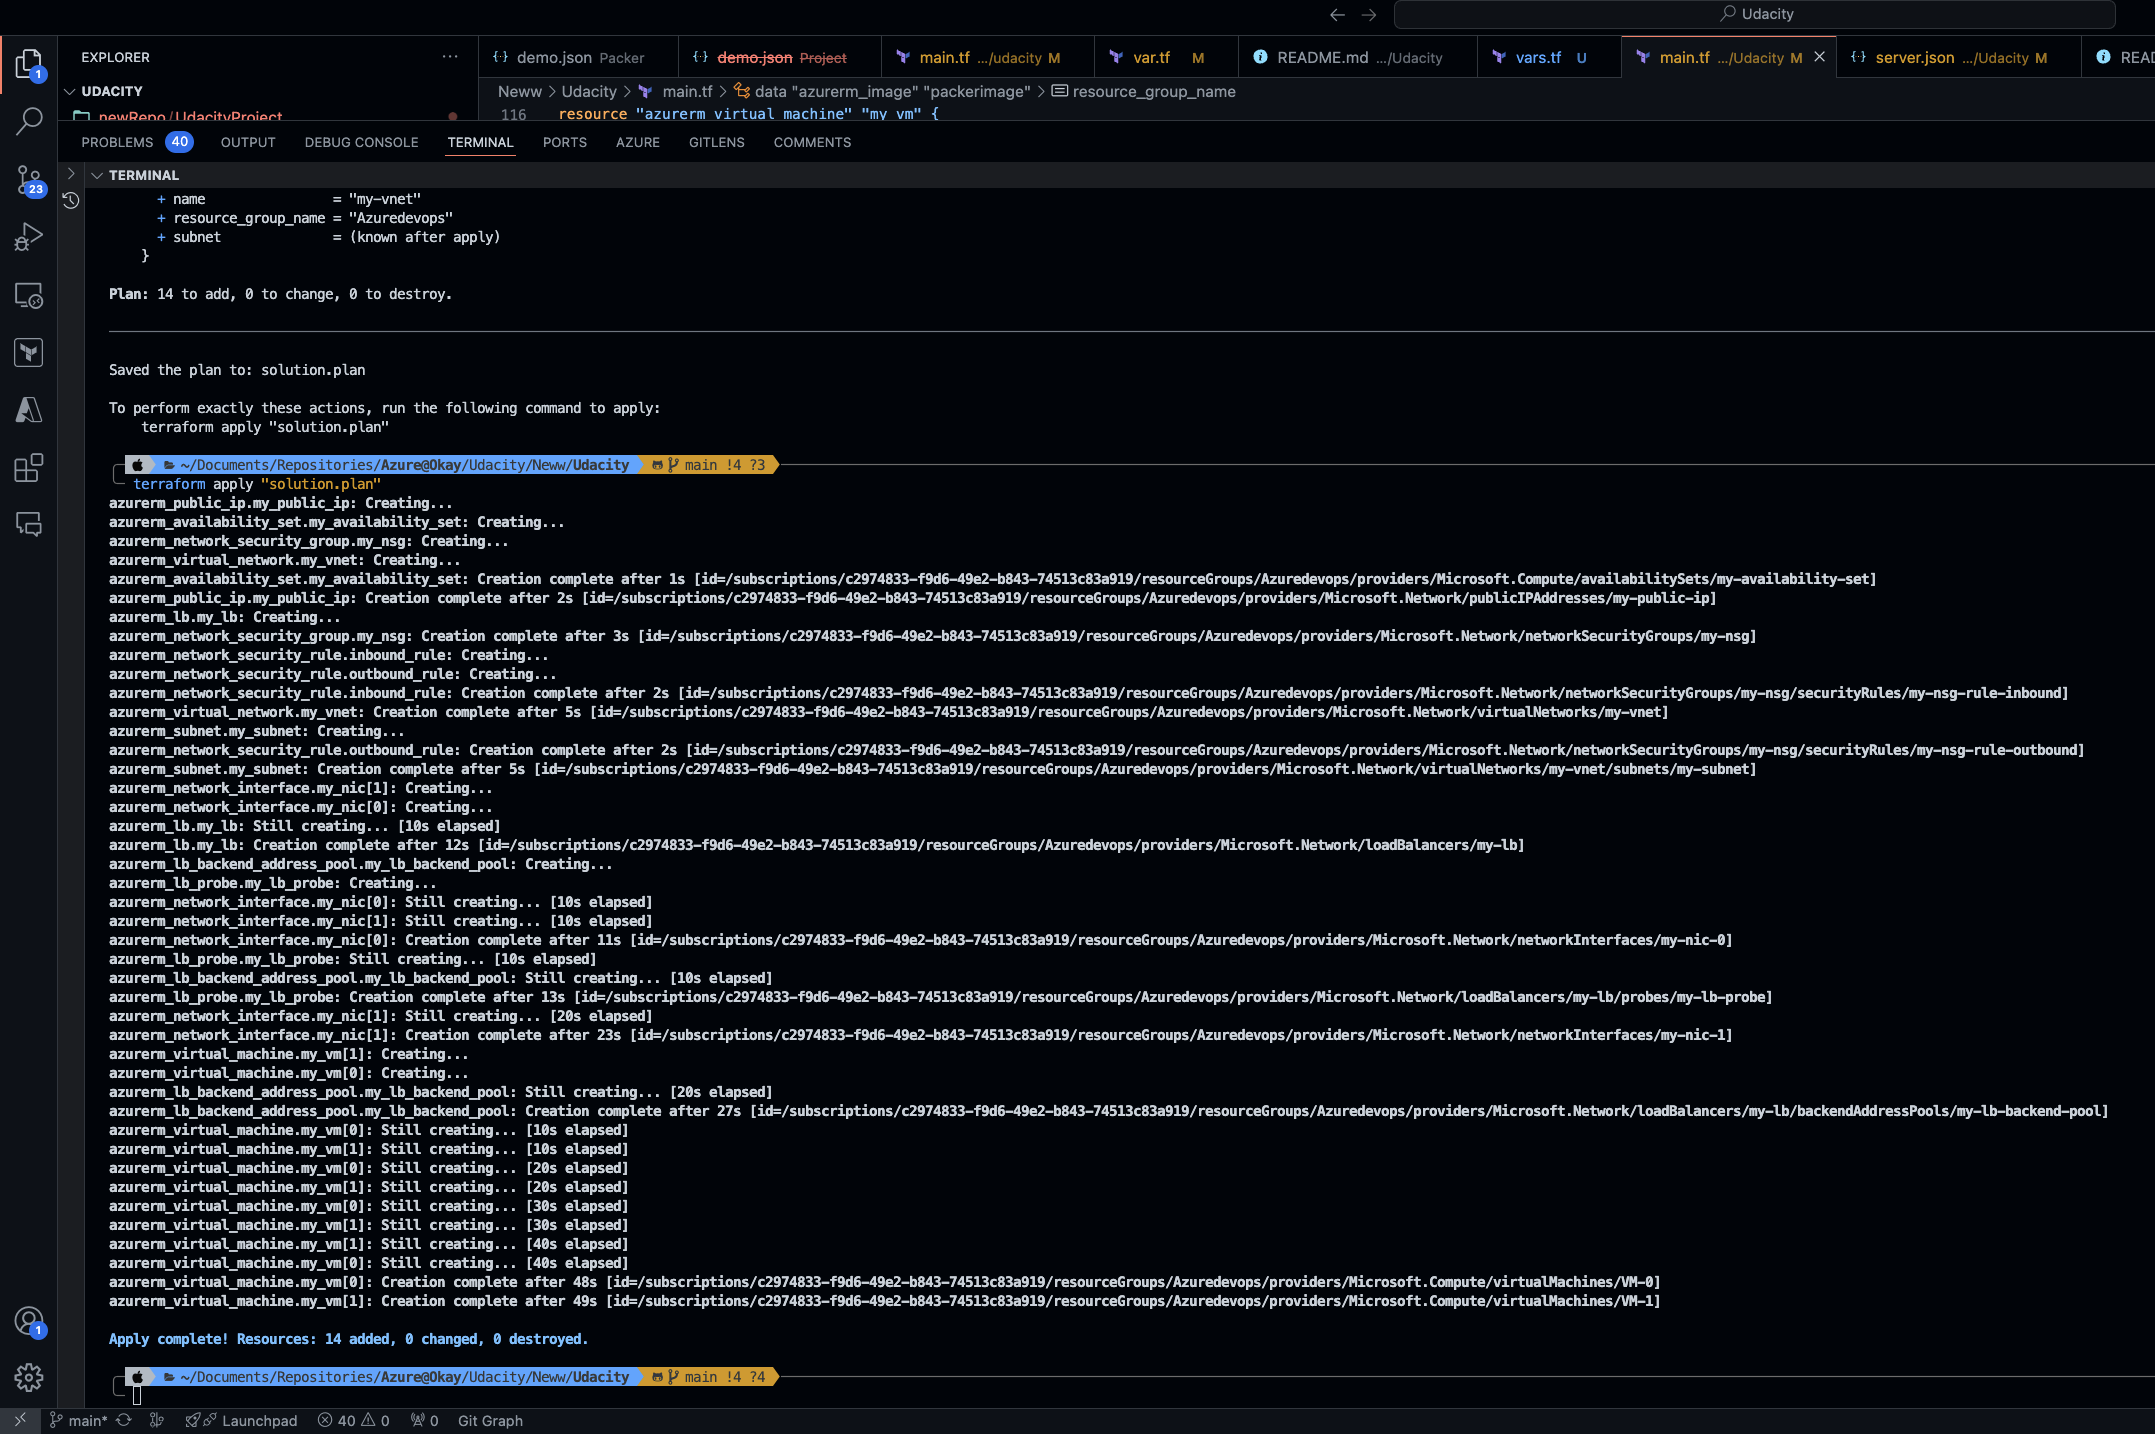 Udacity
EXPLORER ···
demo.json Packer
demo.json Project
main.tf .../udacity M
var.tf M
README.md .../Udacity
vars.tf U
main.tf .../Udacity M
server.json .../Udacity M
REA
1
UDACITY
Neww > Udacity > main.tf > data "azurerm_image" "packerimage" > resource_group_name
newRepo/UdacityProject
116 resource "azurerm_virtual_machine" "my_vm" {
PROBLEMS 40 OUTPUT DEBUG CONSOLE TERMINAL PORTS AZURE GITLENS COMMENTS
TERMINAL
23
+ name = "my-vnet"
+ resource_group_name = "Azuredevops"
+ subnet = (known after apply)
}
Plan: 14 to add, 0 to change, 0 to destroy.
Saved the plan to: solution.plan
To perform exactly these actions, run the following command to apply:
terraform apply "solution.plan"
~/Documents/Repositories/Azure@Okay/Udacity/Neww/Udacity main !4 ?3
terraform apply "solution.plan"
azurerm_public_ip.my_public_ip: Creating...
azurerm_availability_set.my_availability_set: Creating...
azurerm_network_security_group.my_nsg: Creating...
azurerm_virtual_network.my_vnet: Creating...
azurerm_availability_set.my_availability_set: Creation complete after 1s [id=/subscriptions/c2974833-f9d6-49e2-b843-74513c83a919/resourceGroups/Azuredevops/providers/Microsoft.Compute/availabilitySets/my-availability-set]
azurerm_public_ip.my_public_ip: Creation complete after 2s [id=/subscriptions/c2974833-f9d6-49e2-b843-74513c83a919/resourceGroups/Azuredevops/providers/Microsoft.Network/publicIPAddresses/my-public-ip]
azurerm_lb.my_lb: Creating...
azurerm_network_security_group.my_nsg: Creation complete after 3s [id=/subscriptions/c2974833-f9d6-49e2-b843-74513c83a919/resourceGroups/Azuredevops/providers/Microsoft.Network/networkSecurityGroups/my-nsg]
azurerm_network_security_rule.inbound_rule: Creating...
azurerm_network_security_rule.outbound_rule: Creating...
azurerm_network_security_rule.inbound_rule: Creation complete after 2s [id=/subscriptions/c2974833-f9d6-49e2-b843-74513c83a919/resourceGroups/Azuredevops/providers/Microsoft.Network/networkSecurityGroups/my-nsg/securityRules/my-nsg-rule-inbound]
azurerm_virtual_network.my_vnet: Creation complete after 5s [id=/subscriptions/c2974833-f9d6-49e2-b843-74513c83a919/resourceGroups/Azuredevops/providers/Microsoft.Network/virtualNetworks/my-vnet]
azurerm_subnet.my_subnet: Creating...
azurerm_network_security_rule.outbound_rule: Creation complete after 2s [id=/subscriptions/c2974833-f9d6-49e2-b843-74513c83a919/resourceGroups/Azuredevops/providers/Microsoft.Network/networkSecurityGroups/my-nsg/securityRules/my-nsg-rule-outbound]
azurerm_subnet.my_subnet: Creation complete after 5s [id=/subscriptions/c2974833-f9d6-49e2-b843-74513c83a919/resourceGroups/Azuredevops/providers/Microsoft.Network/virtualNetworks/my-vnet/subnets/my-subnet]
azurerm_network_interface.my_nic[1]: Creating...
azurerm_network_interface.my_nic[0]: Creating...
azurerm_lb.my_lb: Still creating... [10s elapsed]
azurerm_lb.my_lb: Creation complete after 12s [id=/subscriptions/c2974833-f9d6-49e2-b843-74513c83a919/resourceGroups/Azuredevops/providers/Microsoft.Network/loadBalancers/my-lb]
azurerm_lb_backend_address_pool.my_lb_backend_pool: Creating...
azurerm_lb_probe.my_lb_probe: Creating...
azurerm_network_interface.my_nic[0]: Still creating... [10s elapsed]
azurerm_network_interface.my_nic[1]: Still creating... [10s elapsed]
azurerm_network_interface.my_nic[0]: Creation complete after 11s [id=/subscriptions/c2974833-f9d6-49e2-b843-74513c83a919/resourceGroups/Azuredevops/providers/Microsoft.Network/networkInterfaces/my-nic-0]
azurerm_lb_probe.my_lb_probe: Still creating... [10s elapsed]
azurerm_lb_backend_address_pool.my_lb_backend_pool: Still creating... [10s elapsed]
azurerm_lb_probe.my_lb_probe: Creation complete after 13s [id=/subscriptions/c2974833-f9d6-49e2-b843-74513c83a919/resourceGroups/Azuredevops/providers/Microsoft.Network/loadBalancers/my-lb/probes/my-lb-probe]
azurerm_network_interface.my_nic[1]: Still creating... [20s elapsed]
azurerm_network_interface.my_nic[1]: Creation complete after 23s [id=/subscriptions/c2974833-f9d6-49e2-b843-74513c83a919/resourceGroups/Azuredevops/providers/Microsoft.Network/networkInterfaces/my-nic-1]
azurerm_virtual_machine.my_vm[1]: Creating...
azurerm_virtual_machine.my_vm[0]: Creating...
azurerm_lb_backend_address_pool.my_lb_backend_pool: Still creating... [20s elapsed]
azurerm_lb_backend_address_pool.my_lb_backend_pool: Creation complete after 27s [id=/subscriptions/c2974833-f9d6-49e2-b843-74513c83a919/resourceGroups/Azuredevops/providers/Microsoft.Network/loadBalancers/my-lb/backendAddressPools/my-lb-backend-pool]
azurerm_virtual_machine.my_vm[0]: Still creating... [10s elapsed]
azurerm_virtual_machine.my_vm[1]: Still creating... [10s elapsed]
azurerm_virtual_machine.my_vm[0]: Still creating... [20s elapsed]
azurerm_virtual_machine.my_vm[1]: Still creating... [20s elapsed]
azurerm_virtual_machine.my_vm[0]: Still creating... [30s elapsed]
azurerm_virtual_machine.my_vm[1]: Still creating... [30s elapsed]
azurerm_virtual_machine.my_vm[1]: Still creating... [40s elapsed]
azurerm_virtual_machine.my_vm[0]: Still creating... [40s elapsed]
azurerm_virtual_machine.my_vm[0]: Creation complete after 48s [id=/subscriptions/c2974833-f9d6-49e2-b843-74513c83a919/resourceGroups/Azuredevops/providers/Microsoft.Compute/virtualMachines/VM-0]
azurerm_virtual_machine.my_vm[1]: Creation complete after 49s [id=/subscriptions/c2974833-f9d6-49e2-b843-74513c83a919/resourceGroups/Azuredevops/providers/Microsoft.Compute/virtualMachines/VM-1]
1
Apply complete! Resources: 14 added, 0 changed, 0 destroyed.
~/Documents/Repositories/Azure@Okay/Udacity/Neww/Udacity main !4 ?4
main* Launchpad 40 0 0 Git Graph